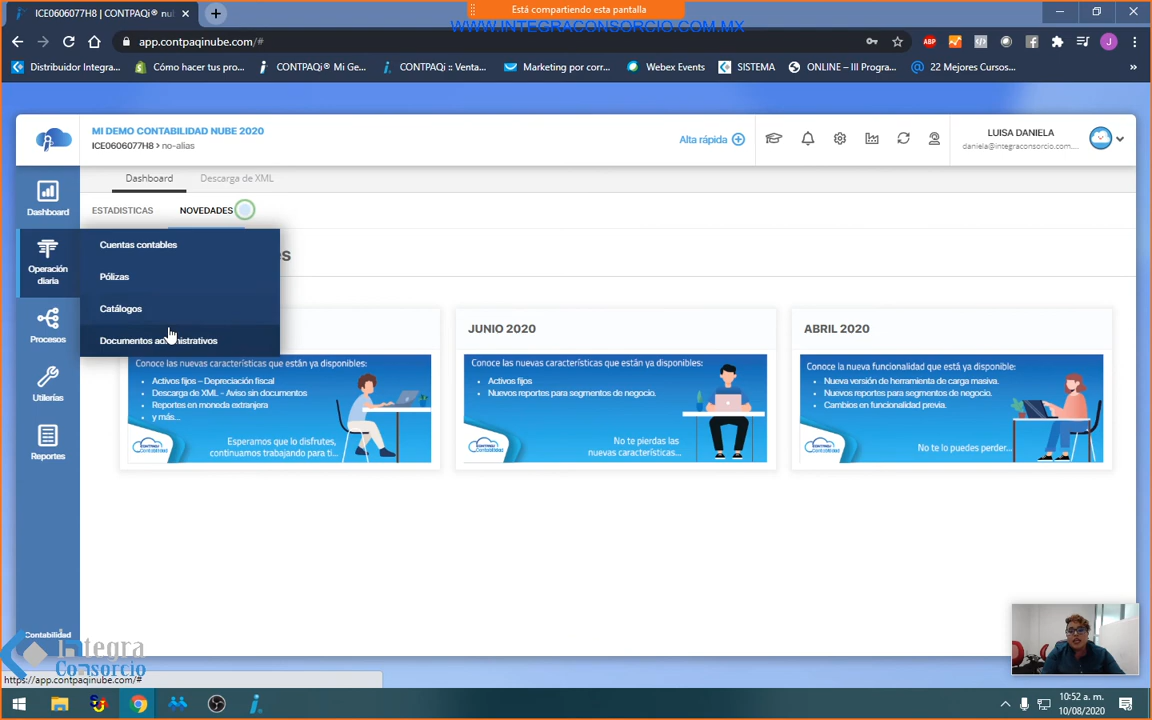 Está compartiendo esta pantalla
WWW.INTEGRACONSORCIO.COM.MX
ICE0606077H8 | CONTPAQi® nub
app.contpaqinube.com/#
ABP
J
Distribuidor Integra...
Cómo hacer tus pro...
CONTPAQi® Mi Ge...
CONTPAQi :: Venta...
Marketing por corr...
Webex Events
SISTEMA
ONLINE – III Progra...
22 Mejores Cursos...
MI DEMO CONTABILIDAD NUBE 2020
ICE0606077H8 > no-alias
Alta rápida
LUISA DANIELA
daniela@integraconsorcio.com....
Dashboard
Descarga de XML
ESTADISTICAS
NOVEDADES
Dashboard
Operación
diaria
Procesos
Utilerías
Reportes
Contabilidad
Cuentas contables
Pólizas
Catálogos
Documentos administrativos
es
Conoce las nuevas características que están ya disponibles:
• Activos fijos – Depreciación fiscal
• Descarga de XML - Aviso sin documentos
• Reportes en moneda extranjera
• y más...
Esperamos que lo disfrutes,
continuamos trabajando para ti...
Contabilidad
JUNIO 2020
Conoce las nuevas características que están ya disponibles:
• Activos fijos
• Nuevos reportes para segmentos de negocio.
No te pierdas las
nuevas características...
Contabilidad
ABRIL 2020
Conoce la nueva funcionalidad que está ya disponible:
• Nueva versión de herramienta de carga masiva.
• Nuevos reportes para segmentos de negocio.
• Cambios en funcionalidad previa.
No te lo puedes perder...
Contabilidad
Integra
Consorcio
https://app.contpaqinube.com/#
10:52 a. m.
10/08/2020